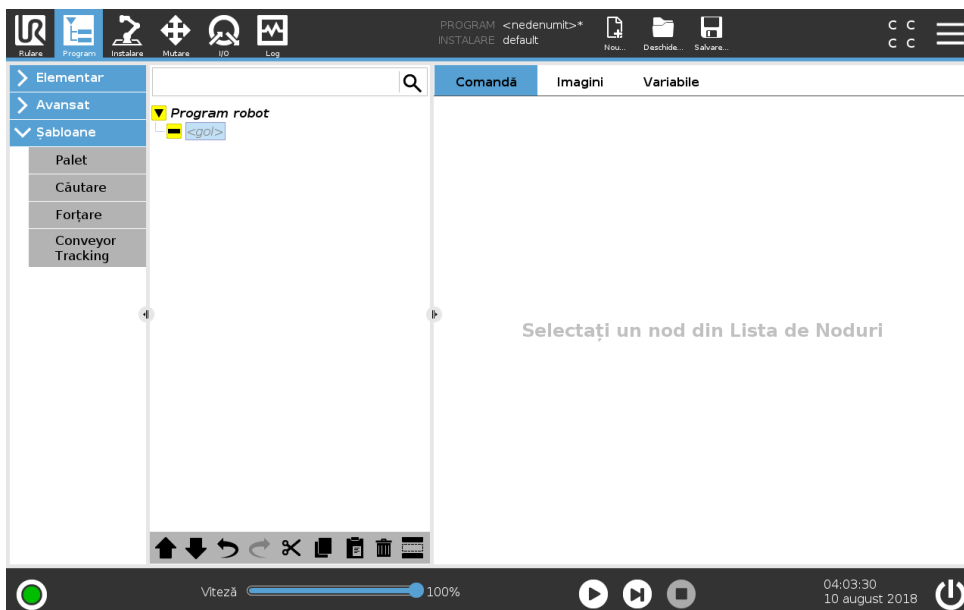 UR
Rulare
Program
Instalare
Mutare
I/O
Log
PROGRAM <nedenumit>*
INSTALARE default
Nou...
Deschide...
Salvare...
C C
C C
Elementar
Avansat
Șabloane
Palet
Căutare
Forțare
Conveyor
Tracking
Program robot
<gol>
Comandă
Imagini
Variabile
Selectați un nod din Lista de Noduri
Viteză
100%
04:03:30
10 august 2018